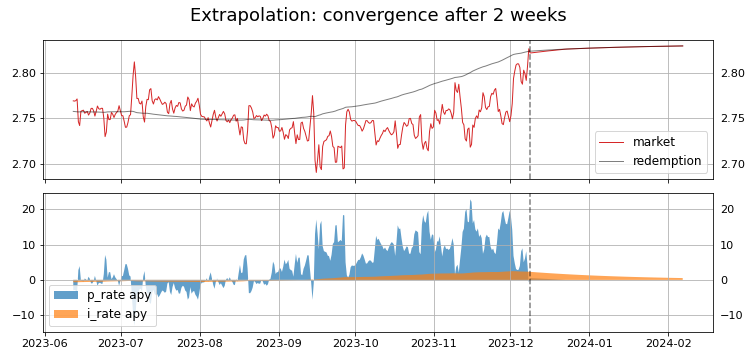 Extrapolation: convergence after 2 weeks
2.80 2.80
2.75 2.75
2.70 2.70
market
redemption
20 20
10 10
0 0
−10 −10
p_rate apy
i_rate apy
2023-06 2023-07 2023-08 2023-09 2023-10 2023-11 2023-12 2024-01 2024-02